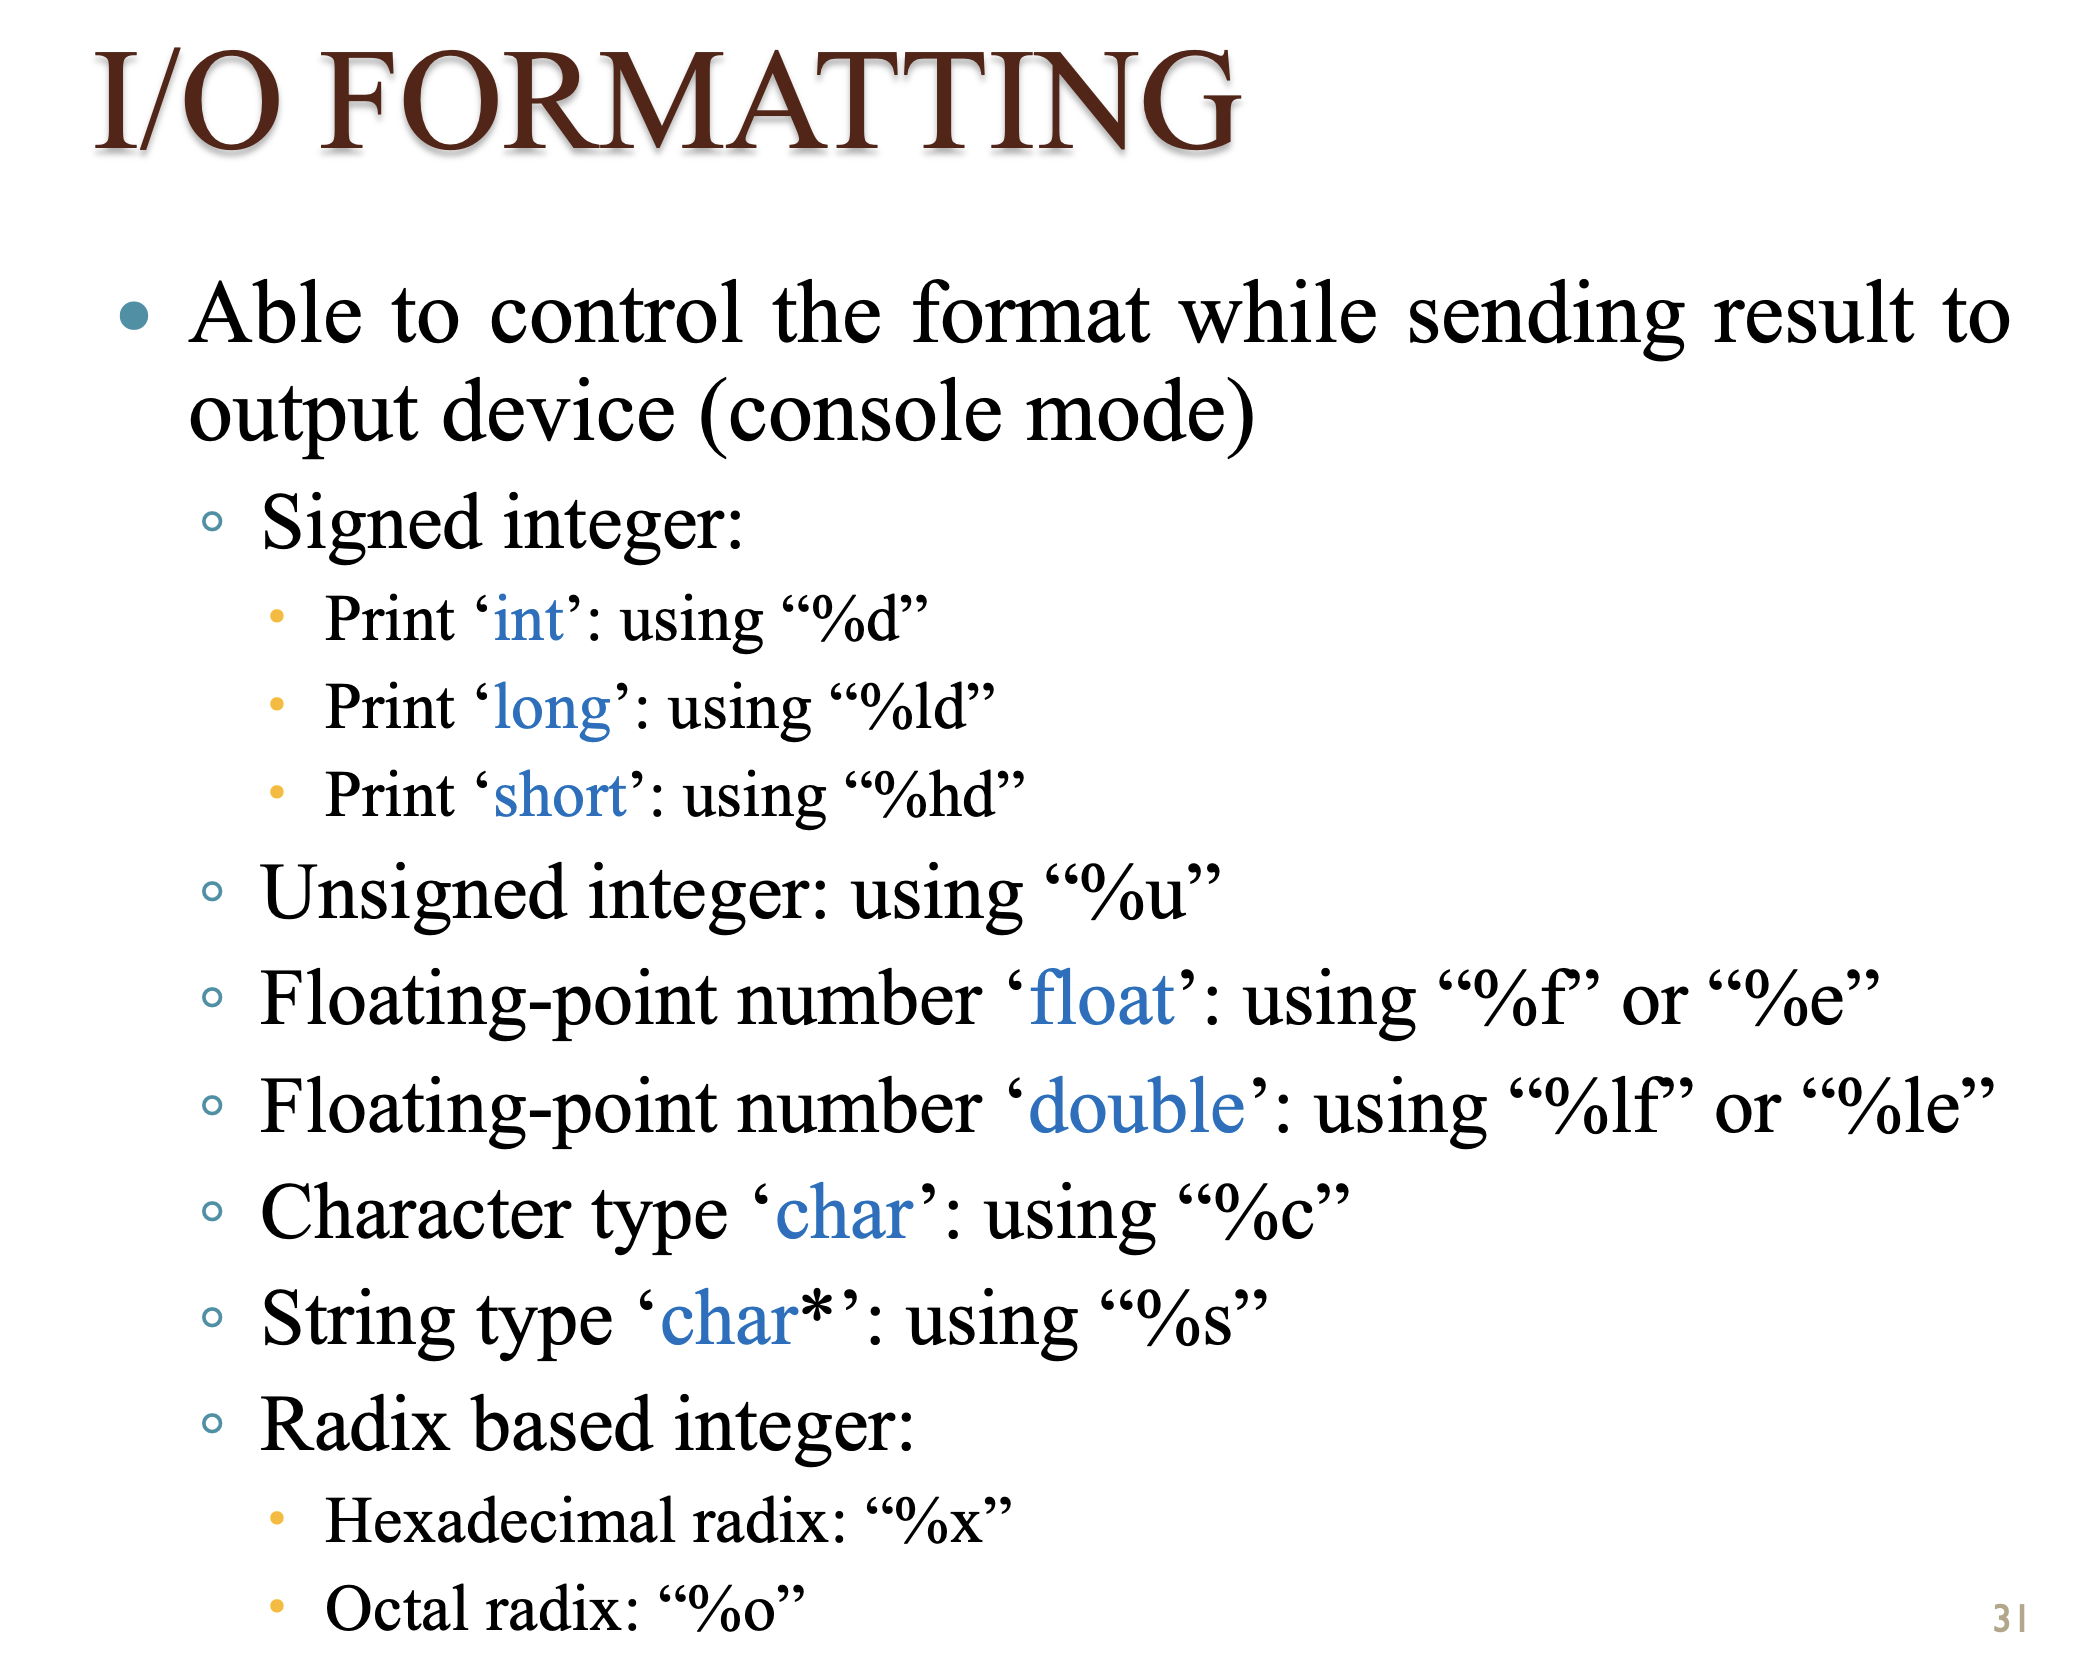 I/O FORMATTING
• Able to control the format while sending result to
output device (console mode)
◦ Signed integer:
• Print ‘int’: using “%d”
• Print ‘long’: using “%ld”
• Print ‘short’: using “%hd”
◦ Unsigned integer: using “%u”
◦ Floating-point number ‘float’: using “%f” or “%e”
◦ Floating-point number ‘double’: using “%lf” or “%le”
◦ Character type ‘char’: using “%c”
◦ String type ‘char*’: using “%s”
◦ Radix based integer:
• Hexadecimal radix: “%x”
• Octal radix: “%o”
31